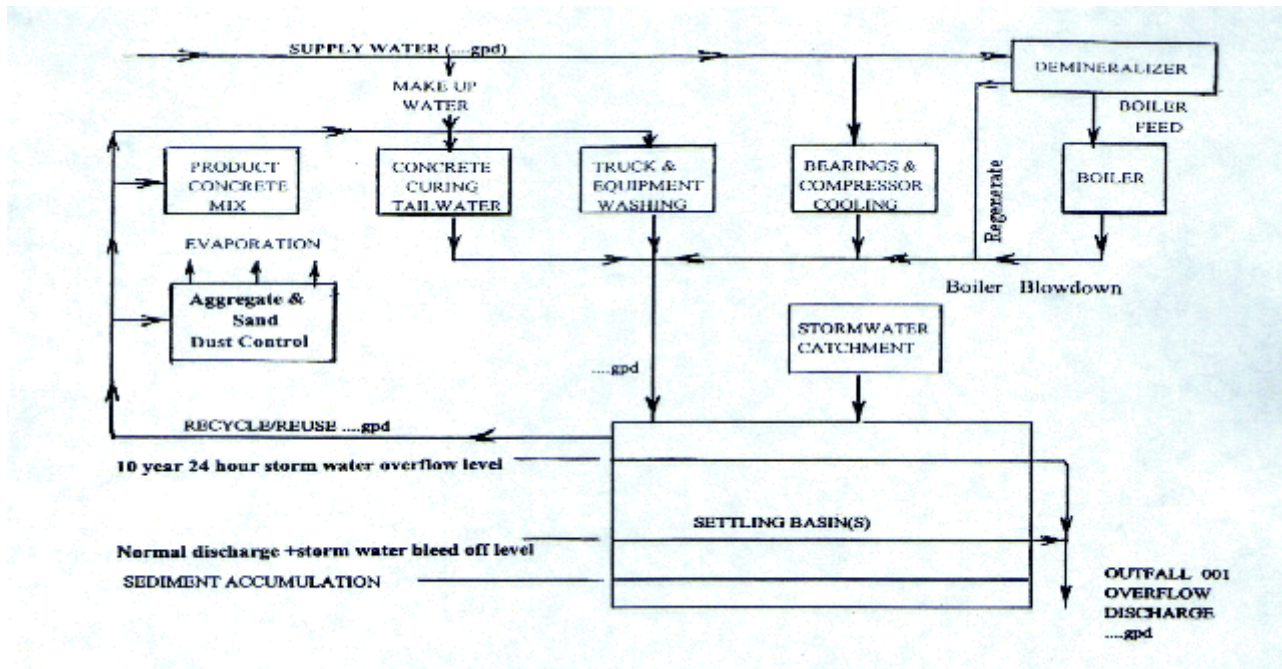 SUPPLY WATER (....gpd)
DEMINERALIZER
MAKE UP
WATER
BOILER
FEED
PRODUCT
CONCRETE
MIX
CONCRETE
CURING
TAILWATER
TRUCK &
EQUIPMENT
WASHING
BEARINGS &
COMPRESSOR
COOLING
Regenerate
BOILER
EVAPORATION
Aggregate &
Sand
Dust Control
Boiler Blowdown
STORMWATER
CATCHMENT
....gpd
RECYCLE/REUSE ....gpd
10 year 24 hour storm water overflow level
SETTLING BASIN(S)
Normal discharge +storm water bleed off level
SEDIMENT ACCUMULATION
OUTFALL 001
OVERFLOW
DISCHARGE
....gpd